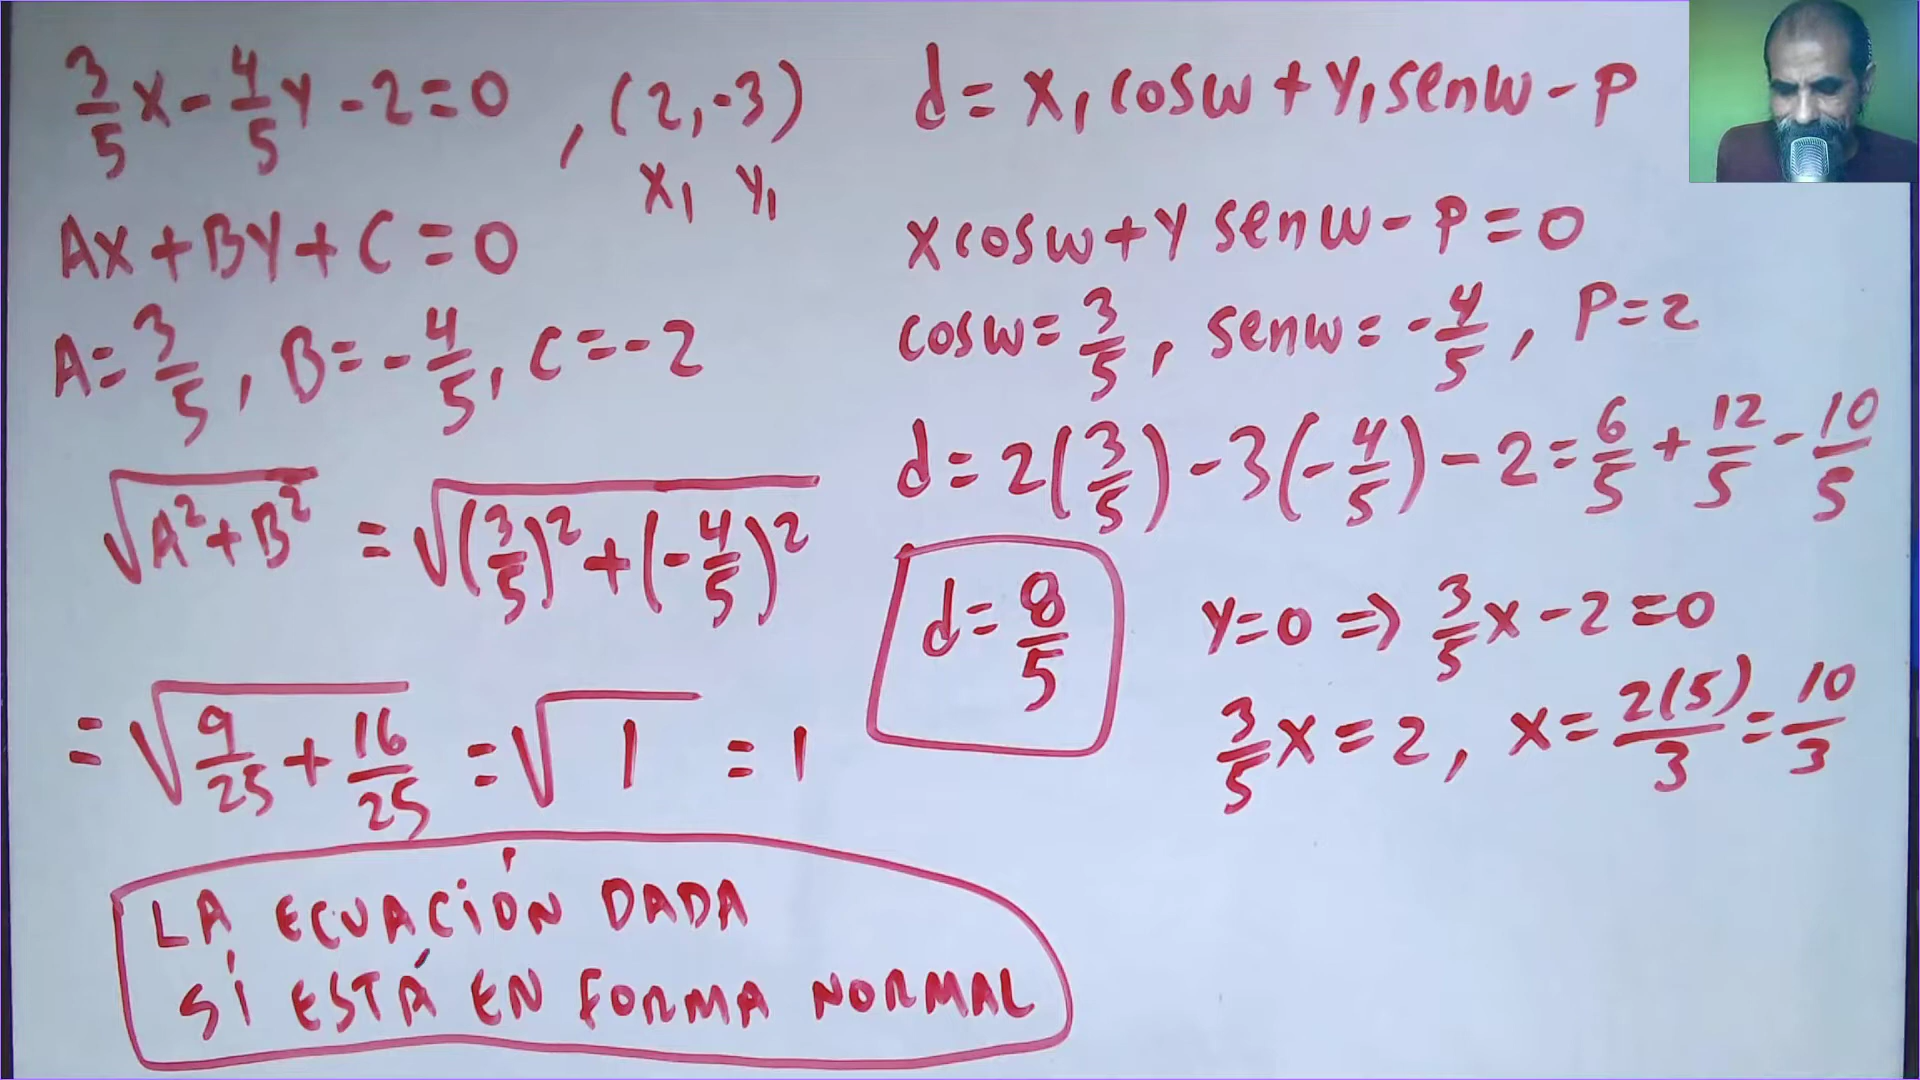 3/5 x - 4/5 y - 2 = 0 , (2, -3)
x₁ y₁
Ax + By + C = 0
A = 3/5 , B = - 4/5 , C = -2
√(A² + B²) = √((3/5)² + (- 4/5)²)
= √(9/25 + 16/25) = √1 = 1
LA ECUACIÓN DADA
SÍ ESTÁ EN FORMA NORMAL
d = x₁ cosw + y₁ senw - p
x cosw + y senw - p = 0
cosw = 3/5 , senw = - 4/5 , p = 2
d = 2(3/5) - 3(- 4/5) - 2 = 6/5 + 12/5 - 10/5
d = 8/5
y = 0 ⇒ 3/5 x - 2 = 0
3/5 x = 2 , x = 2(5)/3 = 10/3